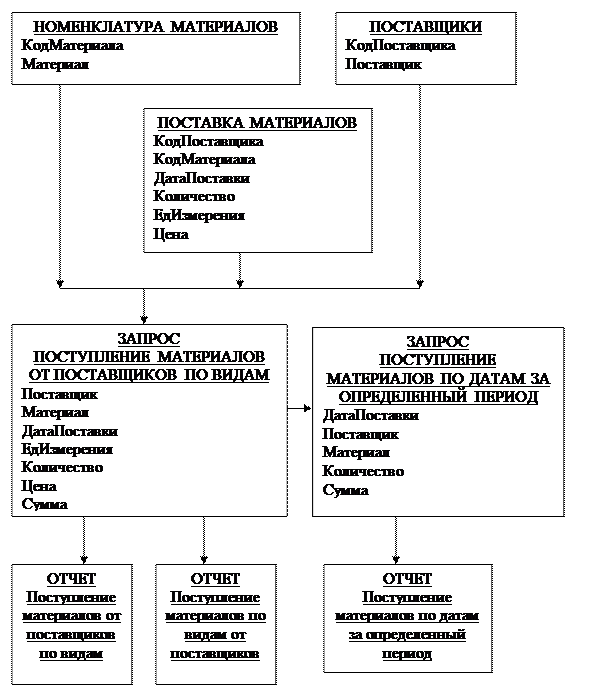 НОМЕНКЛАТУРА МАТЕРИАЛОВ
КодМатериала
Материал
ПОСТАВЩИКИ
КодПоставщика
Поставщик
ПОСТАВКА МАТЕРИАЛОВ
КодПоставщика
КодМатериала
ДатаПоставки
Количество
ЕдИзмерения
Цена
ЗАПРОС
ПОСТУПЛЕНИЕ МАТЕРИАЛОВ
ОТ ПОСТАВЩИКОВ ПО ВИДАМ
Поставщик
Материал
ДатаПоставки
ЕдИзмерения
Количество
Цена
Сумма
ЗАПРОС
ПОСТУПЛЕНИЕ
МАТЕРИАЛОВ ПО ДАТАМ ЗА
ОПРЕДЕЛЕННЫЙ ПЕРИОД
ДатаПоставки
Поставщик
Материал
Количество
Сумма
ОТЧЕТ
Поступление
материалов от
поставщиков
по видам
ОТЧЕТ
Поступление
материалов по
видам от
поставщиков
ОТЧЕТ
Поступление
материалов по датам
за определенный
период